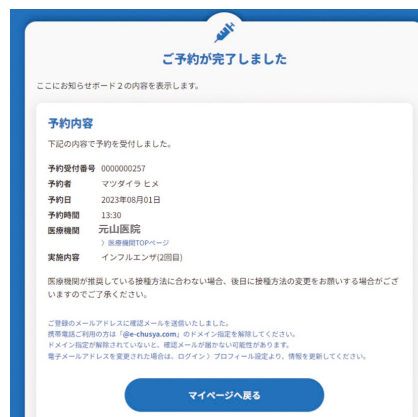 ご予約が完了しました
ここにお知らせボード２の内容を表示します。
予約内容
下記の内容で予約を受付しました。
予約受付番号 0000000257
予約者 マツダイラ ヒメ
予約日 2023年08月01日
予約時間 13:30
医療機関 元山医院
〉医療機関TOPページ
実施内容 インフルエンザ(2回目)
医療機関が推奨している接種方法に合わない場合、後日に接種方法の変更をお願いする場合がござ
いますのでご了承ください。
ご登録のメールアドレスに確認メールを送信いたしました。
携帯電話ご利用の方は「@e-chusya.com」のドメイン指定を解除してください。
ドメイン指定が解除されていないと、確認メールが届かない可能性があります。
電子メールアドレスを変更された場合は、ログイン 〉プロフィール設定より、情報を更新してください。
マイページへ戻る